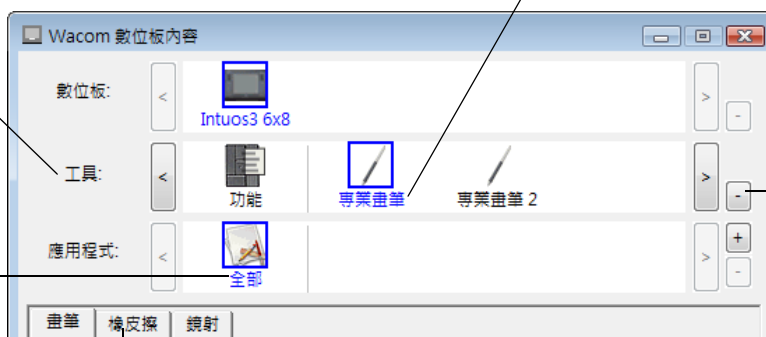 Wacom 數位板內容
數位板:
<
>
-
Intuos3 6x8
工具:
<
>
-
功能
專業畫筆
專業畫筆 2
應用程式:
<
>
+
-
全部
畫筆
橡皮擦
鏡射